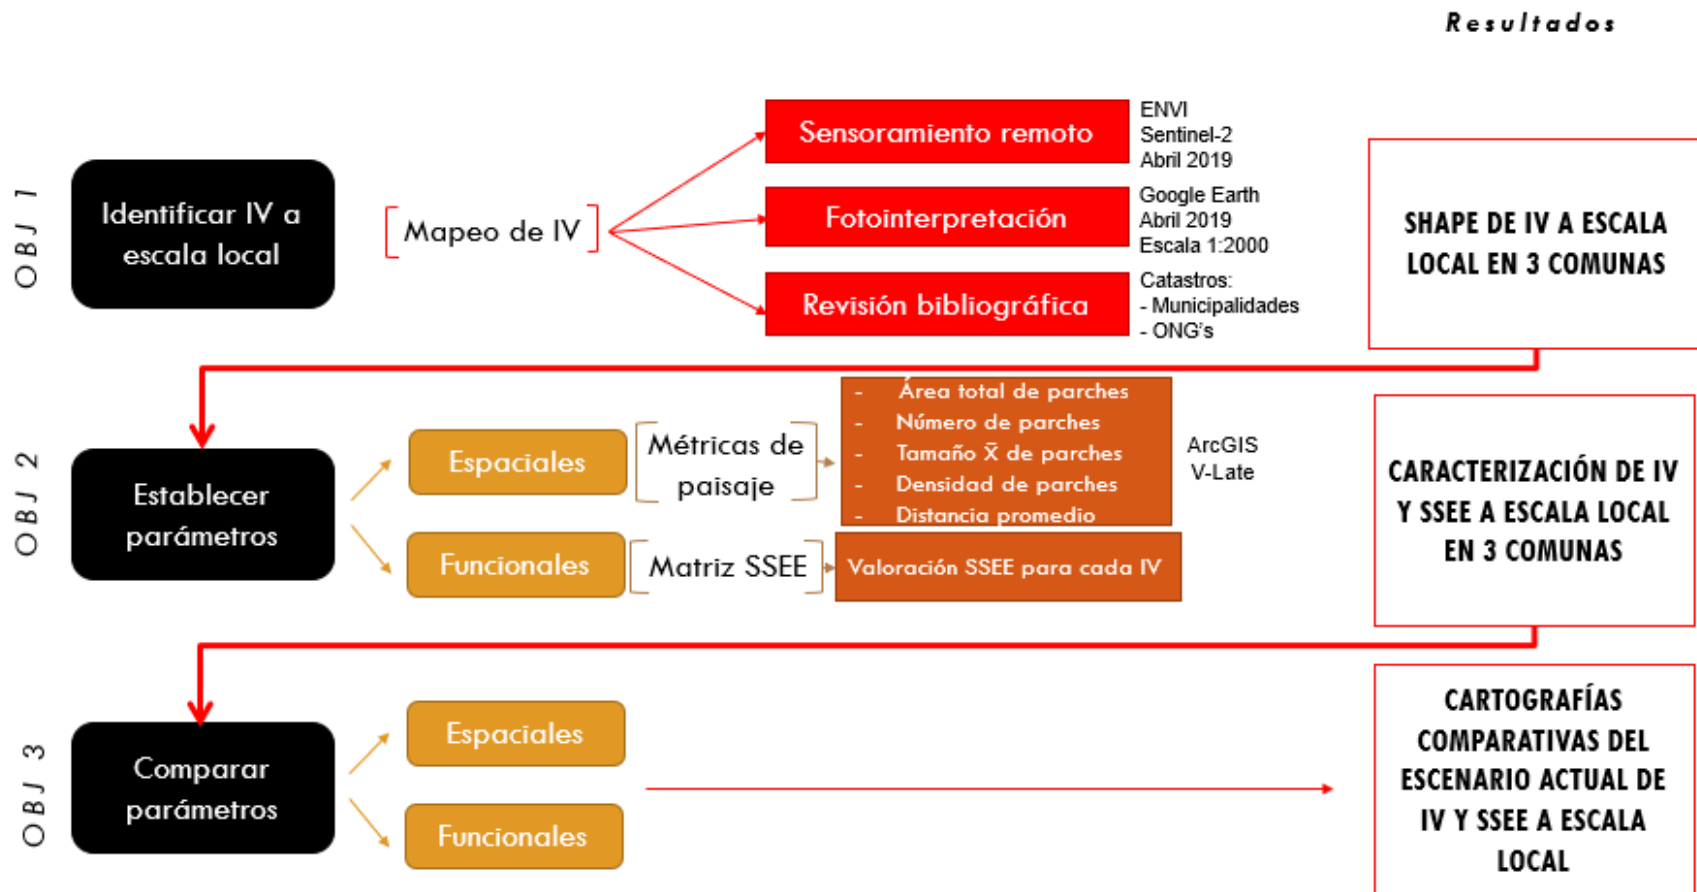 Resultados
OBJ 1
Identificar IV a
escala local
Mapeo de IV
Sensoramiento remoto
ENVI
Sentinel-2
Abril 2019
Fotointerpretación
Google Earth
Abril 2019
Escala 1:2000
Revisión bibliográfica
Catastros:
- Municipalidades
- ONG's
SHAPE DE IV A ESCALA
LOCAL EN 3 COMUNAS
OBJ 2
Establecer
parámetros
Espaciales
Métricas de
paisaje
- Área total de parches
- Número de parches
- Tamaño X̄ de parches
- Densidad de parches
- Distancia promedio
ArcGIS
V-Late
Funcionales
Matriz SSEE
Valoración SSEE para cada IV
CARACTERIZACIÓN DE IV
Y SSEE A ESCALA LOCAL
EN 3 COMUNAS
OBJ 3
Comparar
parámetros
Espaciales
Funcionales
CARTOGRAFÍAS
COMPARATIVAS DEL
ESCENARIO ACTUAL DE
IV Y SSEE A ESCALA
LOCAL